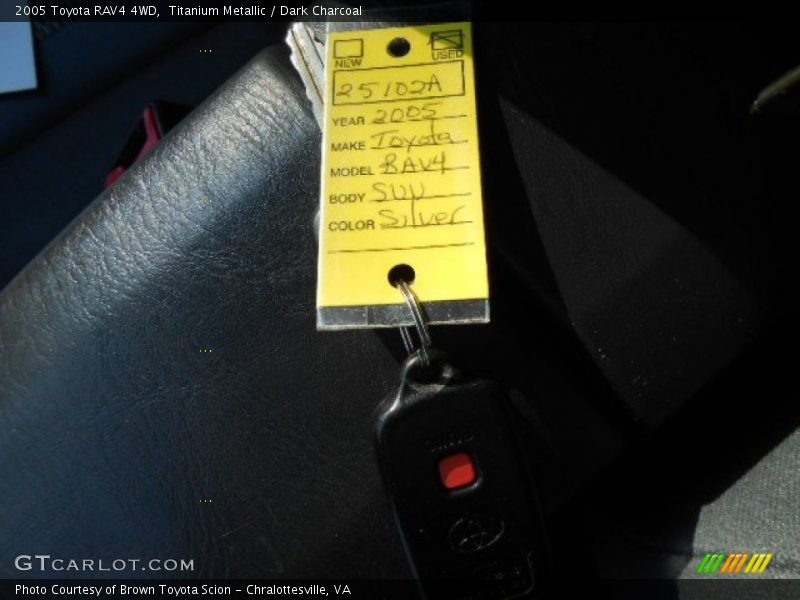 2005 Toyota RAV4 4WD,  Titanium Metallic / Dark Charcoal
NEW USED
25102A
YEAR 2005
MAKE Toyota
MODEL RAV4
BODY SUV
COLOR Silver
GTCARLOT.COM
Photo Courtesy of Brown Toyota Scion - Chralottesville, VA